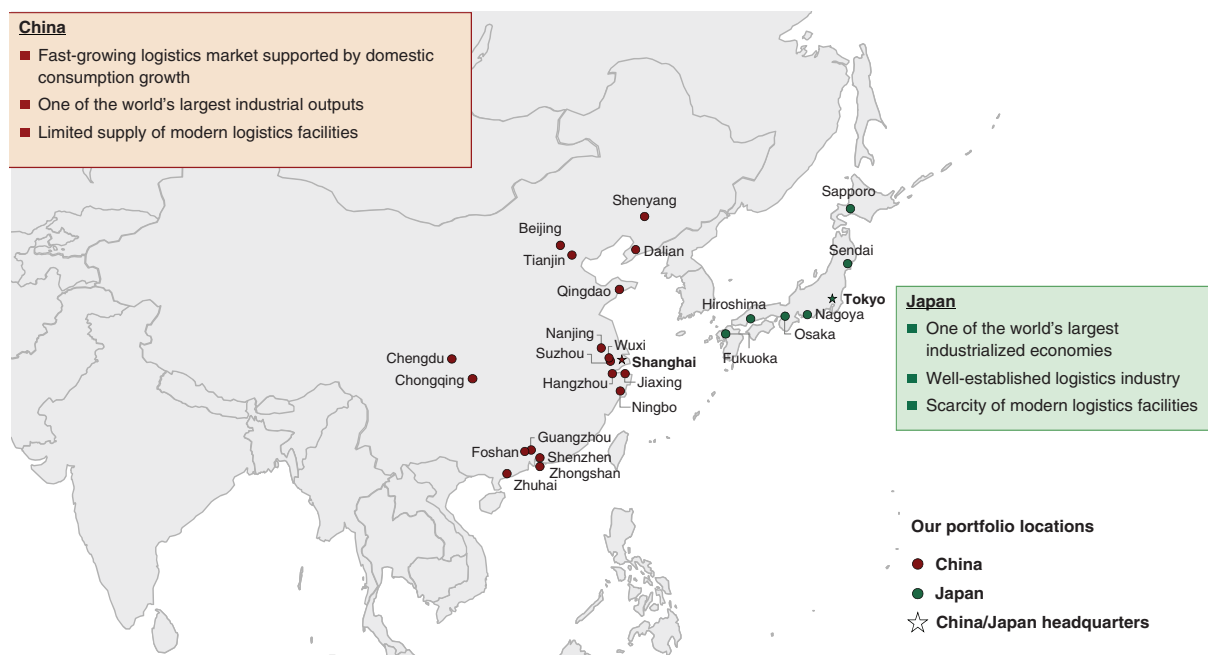 China
Fast-growing logistics market supported by domestic
consumption growth
One of the world's largest industrial outputs
Limited supply of modern logistics facilities
Sapporo
Shenyang
Beijing
Sendai
Dalian
Tianjin
Qingdao
Tokyo
Hiroshima
Nagoya
Osaka
Fukuoka
Japan
One of the world's largest
industrialized economies
Well-established logistics industry
Scarcity of modern logistics facilities
Nanjing
Wuxi
Suzhou
Shanghai
Chengdu
Chongqing
Hangzhou
Jiaxing
Ningbo
Guangzhou
Foshan
Shenzhen
Zhongshan
Zhuhai
Our portfolio locations
China
Japan
China/Japan headquarters